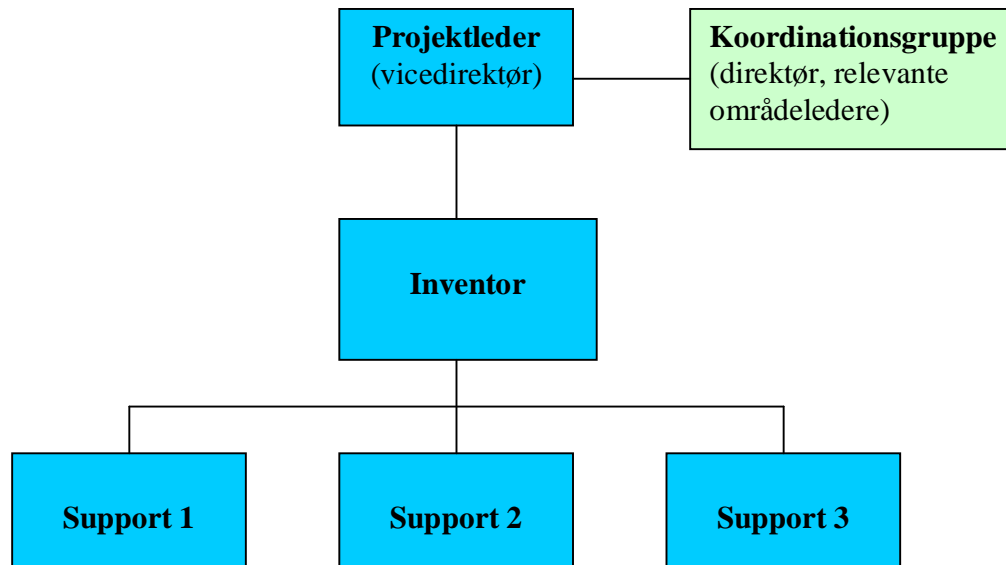 Projektleder
(vicedirektør)
Koordinationsgruppe
(direktør, relevante
områdeledere)
Inventor
Support 1
Support 2
Support 3